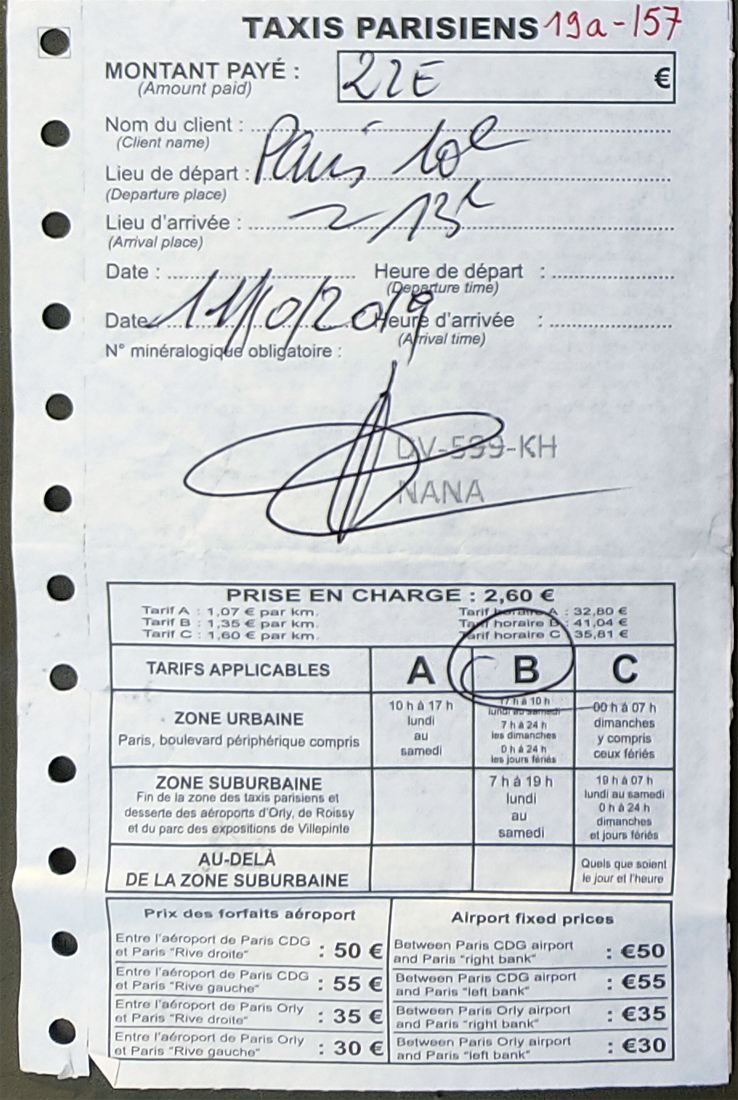 TAXIS PARISIENS 19a-157
MONTANT PAYÉ : 22E €
(Amount paid)
Nom du client :
(Client name)
Lieu de départ : Paris 10e
(Departure place)
Lieu d'arrivée : 13e
(Arrival place)
Date : Heure de départ :
(Departure time)
Date 11/10/2019 Heure d'arrivée :
(Arrival time)
N° minéralogique obligatoire :
DV-599-KH
NANA
PRISE EN CHARGE : 2,60 €
Tarif A : 1,07 € par km. Tarif horaire A : 32,80 €
Tarif B : 1,35 € par km. Tarif horaire B : 41,04 €
Tarif C : 1,60 € par km. Tarif horaire C : 35,81 €
TARIFS APPLICABLES A B C
ZONE URBAINE
Paris, boulevard périphérique compris
10 h à 17 h
lundi
au
samedi
17 h à 10 h
lundi au samedi
7 h à 24 h
les dimanches
0 h à 24 h
les jours fériés
00 h à 07 h
dimanches
y compris
ceux fériés
ZONE SUBURBAINE
Fin de la zone des taxis parisiens et
desserte des aéroports d'Orly, de Roissy
et du parc des expositions de Villepinte
7 h à 19 h
lundi
au
samedi
19 h à 07 h
lundi au samedi
0 h à 24 h
dimanches
et jours fériés
AU-DELÀ
DE LA ZONE SUBURBAINE
Quels que soient
le jour et l'heure
Prix des forfaits aéroport
Entre l'aéroport de Paris CDG
et Paris "Rive droite" : 50 €
Entre l'aéroport de Paris CDG
et Paris "Rive gauche" : 55 €
Entre l'aéroport de Paris Orly
et Paris "Rive droite" : 35 €
Entre l'aéroport de Paris Orly
et Paris "Rive gauche" : 30 €
Airport fixed prices
Between Paris CDG airport
and Paris "right bank" : €50
Between Paris CDG airport
and Paris "left bank" : €55
Between Paris Orly airport
and Paris "right bank" : €35
Between Paris Orly airport
and Paris "left bank" : €30